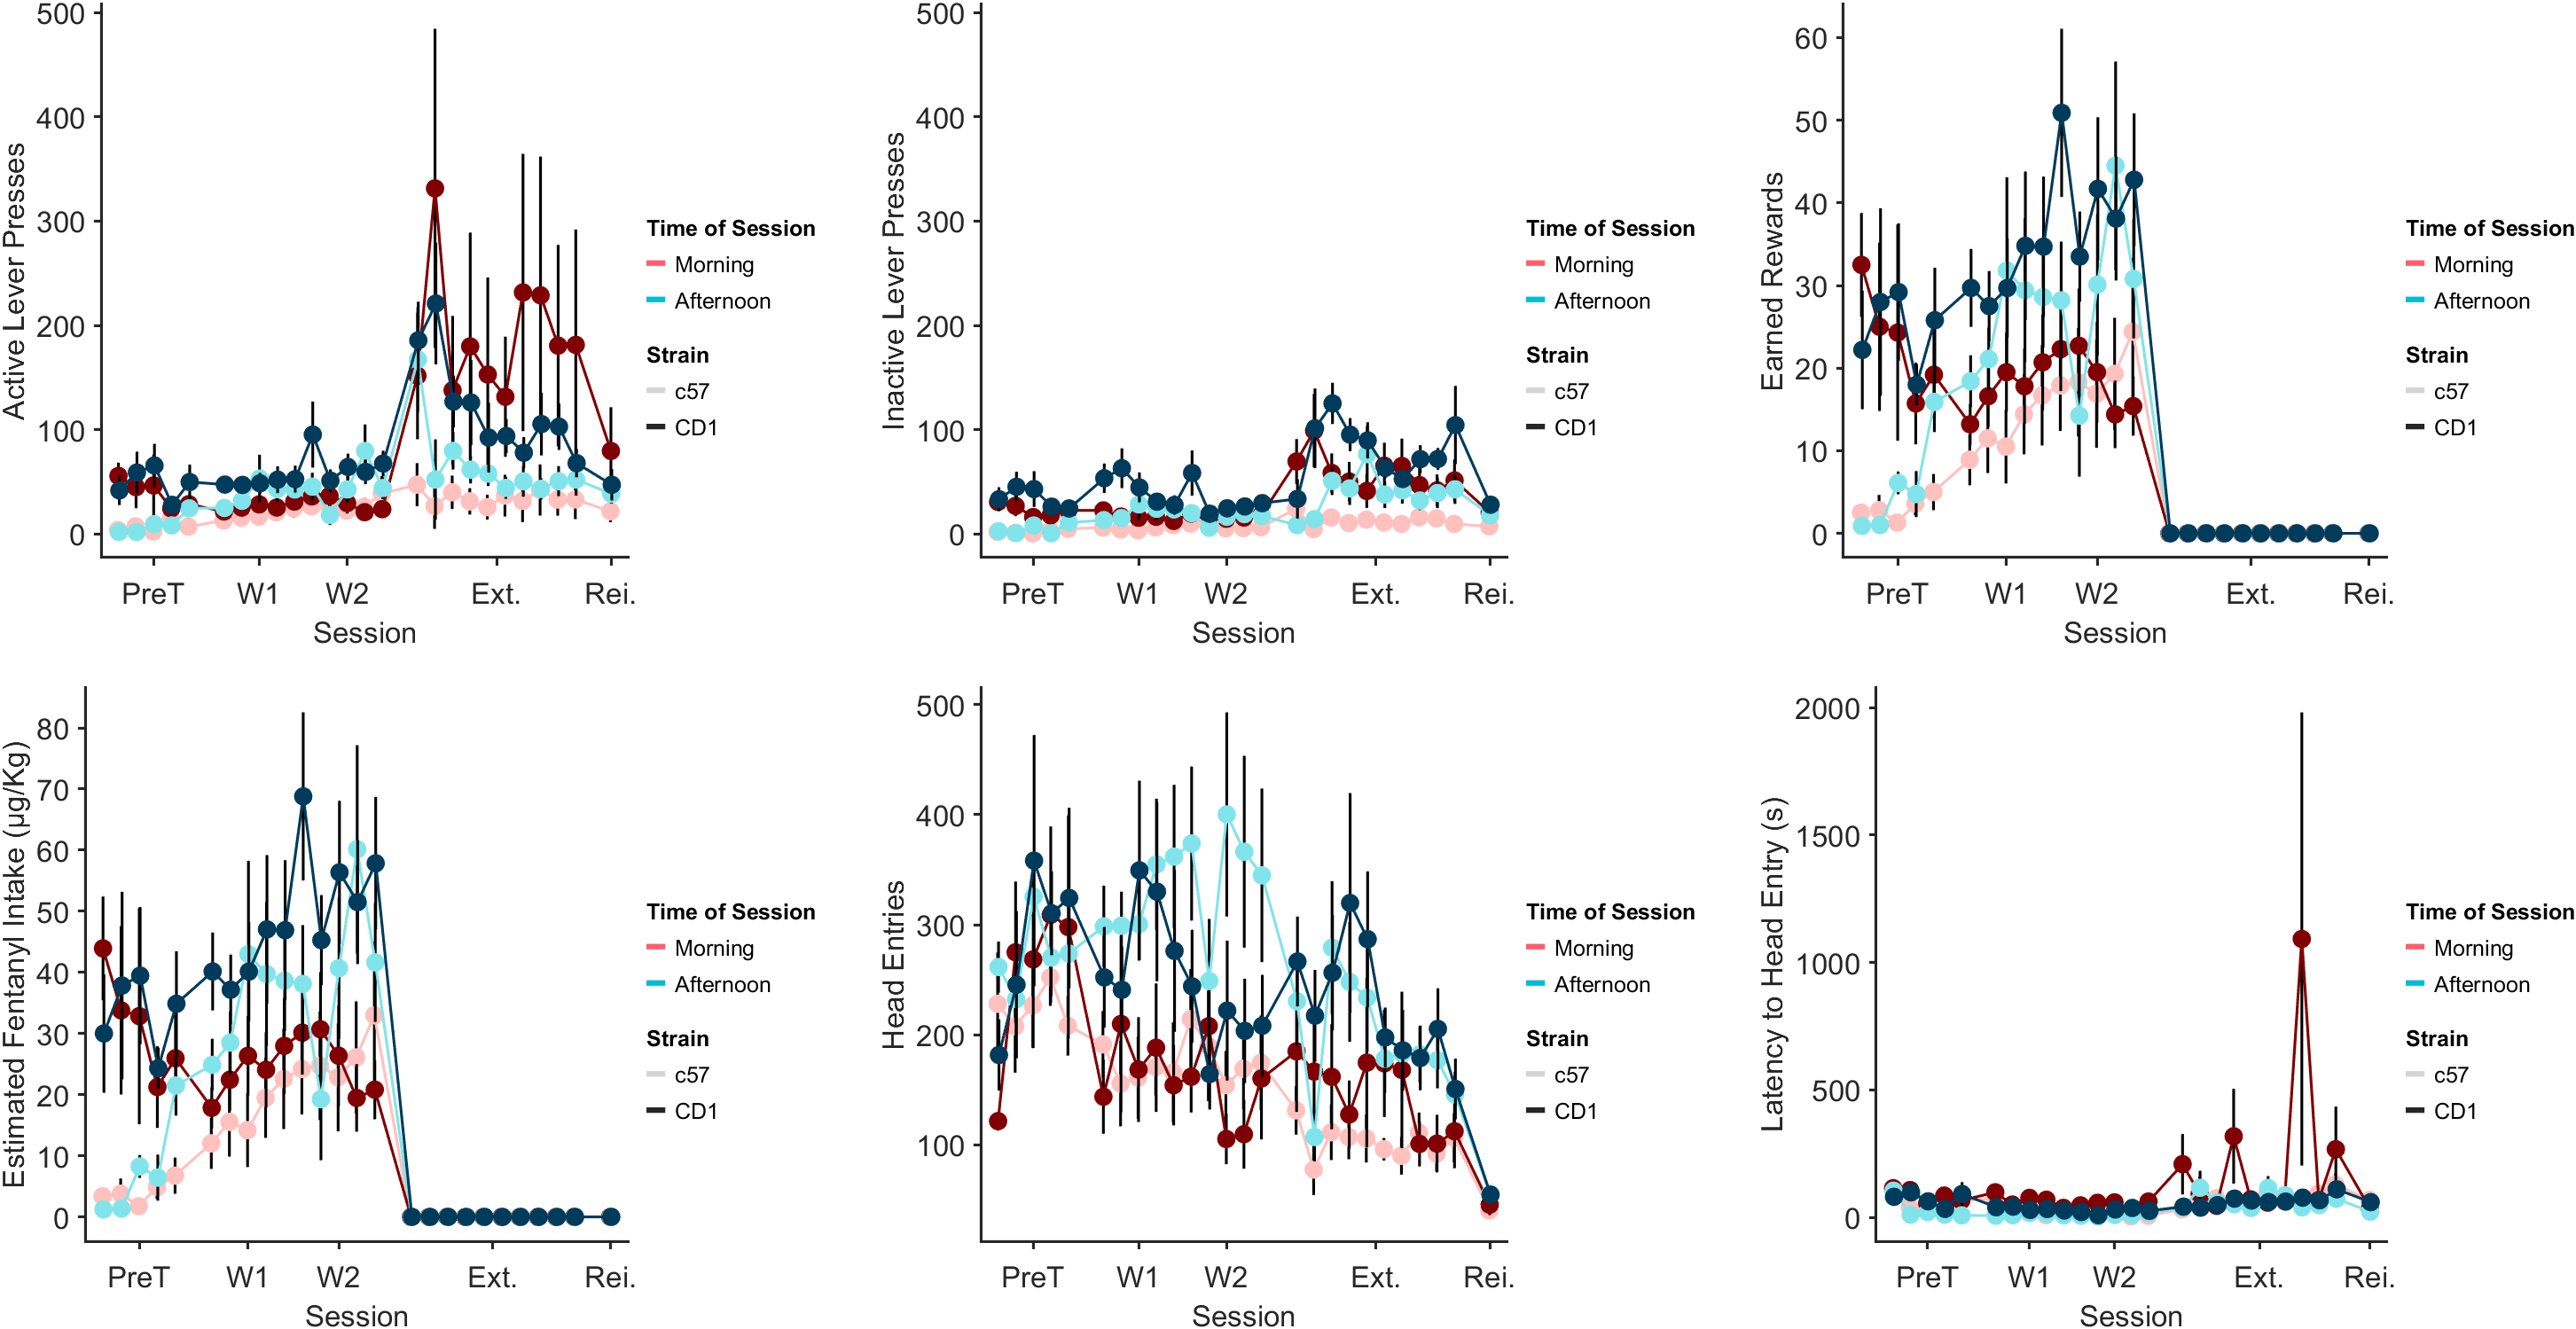 Active Lever Presses
500
400
300
200
100
0
PreT W1 W2 Ext. Rei.
Session
Time of Session
Morning
Afternoon
Strain
c57
CD1
Inactive Lever Presses
500
400
300
200
100
0
PreT W1 W2 Ext. Rei.
Session
Time of Session
Morning
Afternoon
Strain
c57
CD1
Earned Rewards
60
50
40
30
20
10
0
PreT W1 W2 Ext. Rei.
Session
Time of Session
Morning
Afternoon
Strain
c57
CD1
Estimated Fentanyl Intake (μg/Kg)
80
70
60
50
40
30
20
10
0
PreT W1 W2 Ext. Rei.
Session
Time of Session
Morning
Afternoon
Strain
c57
CD1
Head Entries
500
400
300
200
100
PreT W1 W2 Ext. Rei.
Session
Time of Session
Morning
Afternoon
Strain
c57
CD1
Latency to Head Entry (s)
2000
1500
1000
500
0
PreT W1 W2 Ext. Rei.
Session
Time of Session
Morning
Afternoon
Strain
c57
CD1